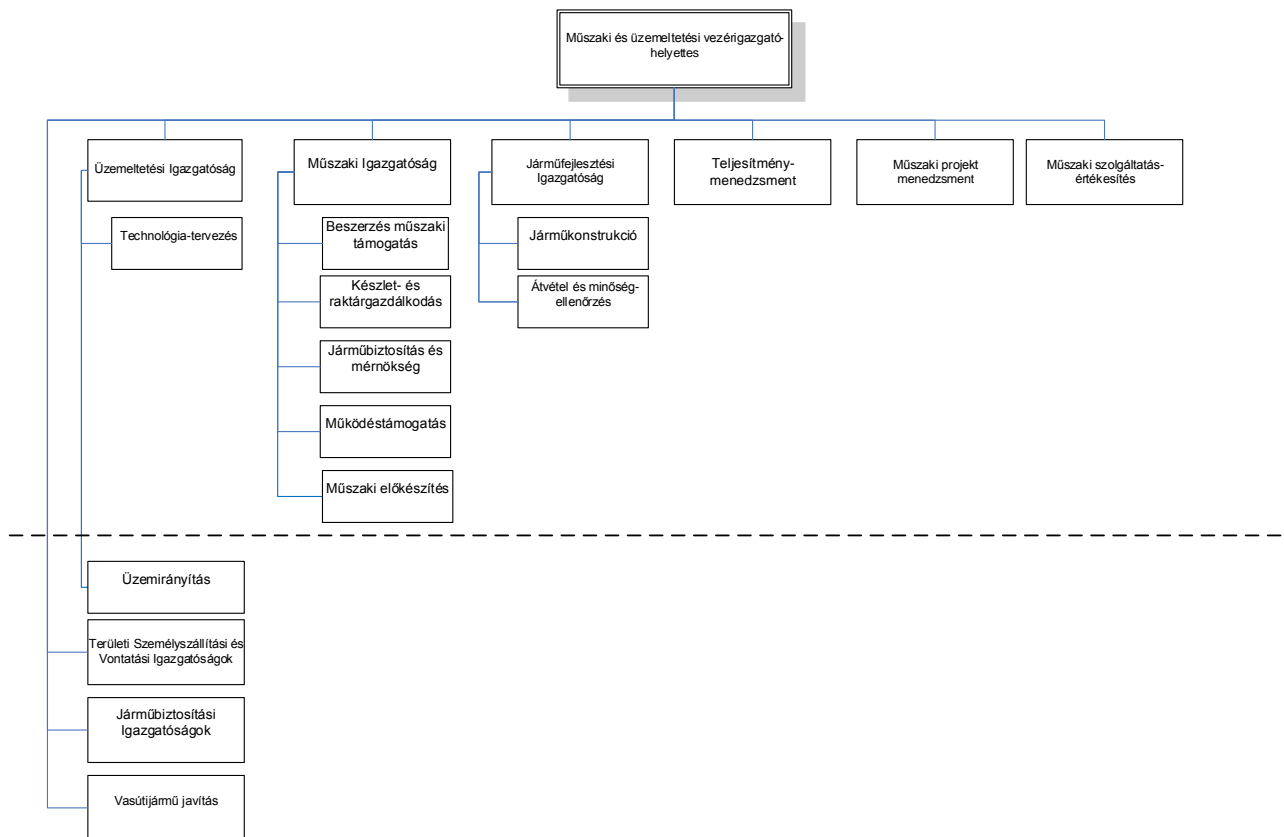 Műszaki és üzemeltetési vezérigazgató-
helyettes
Üzemeltetési Igazgatóság
Technológia-tervezés
Műszaki Igazgatóság
Beszerzés műszaki
támogatás
Készlet- és
raktárgazdálkodás
Járműbiztosítás és
mérnökség
Működéstámogatás
Műszaki előkészítés
Járműfejlesztési
Igazgatóság
Járműkonstrukció
Átvétel és minőség-
ellenőrzés
Teljesítmény-
menedzsment
Műszaki projekt
menedzsment
Műszaki szolgáltatás-
értékesítés
Üzemirányítás
Területi Személyszállítási és
Vontatási Igazgatóságok
Járműbiztosítási
Igazgatóságok
Vasútijármű javítás